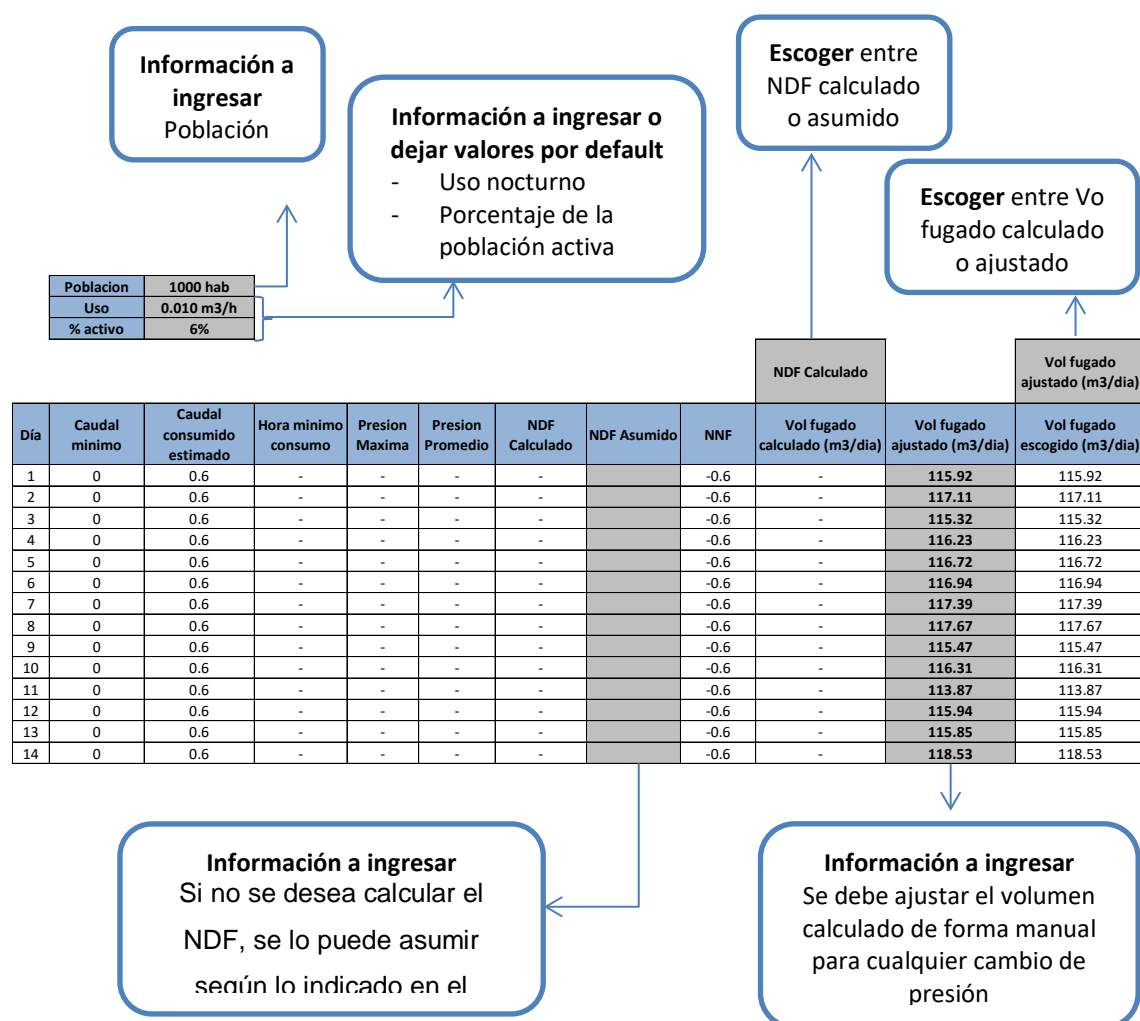 Información a
ingresar
Población
Información a ingresar o
dejar valores por default
- Uso nocturno
- Porcentaje de la
población activa
Escoger entre
NDF calculado
o asumido
Escoger entre Vo
fugado calculado
o ajustado
Poblacion 1000 hab
Uso 0.010 m3/h
% activo 6%
NDF Calculado
Vol fugado
ajustado (m3/dia)
Día Caudal minimo Caudal consumido estimado Hora minimo consumo Presion Maxima Presion Promedio NDF Calculado NDF Asumido NNF Vol fugado calculado (m3/dia) Vol fugado ajustado (m3/dia) Vol fugado escogido (m3/dia)
1 0 0.6 - - - - -0.6 - 115.92 115.92
2 0 0.6 - - - - -0.6 - 117.11 117.11
3 0 0.6 - - - - -0.6 - 115.32 115.32
4 0 0.6 - - - - -0.6 - 116.23 116.23
5 0 0.6 - - - - -0.6 - 116.72 116.72
6 0 0.6 - - - - -0.6 - 116.94 116.94
7 0 0.6 - - - - -0.6 - 117.39 117.39
8 0 0.6 - - - - -0.6 - 117.67 117.67
9 0 0.6 - - - - -0.6 - 115.47 115.47
10 0 0.6 - - - - -0.6 - 116.31 116.31
11 0 0.6 - - - - -0.6 - 113.87 113.87
12 0 0.6 - - - - -0.6 - 115.94 115.94
13 0 0.6 - - - - -0.6 - 115.85 115.85
14 0 0.6 - - - - -0.6 - 118.53 118.53
Información a ingresar
Si no se desea calcular el
NDF, se lo puede asumir
según lo indicado en el
Información a ingresar
Se debe ajustar el volumen
calculado de forma manual
para cualquier cambio de
presión